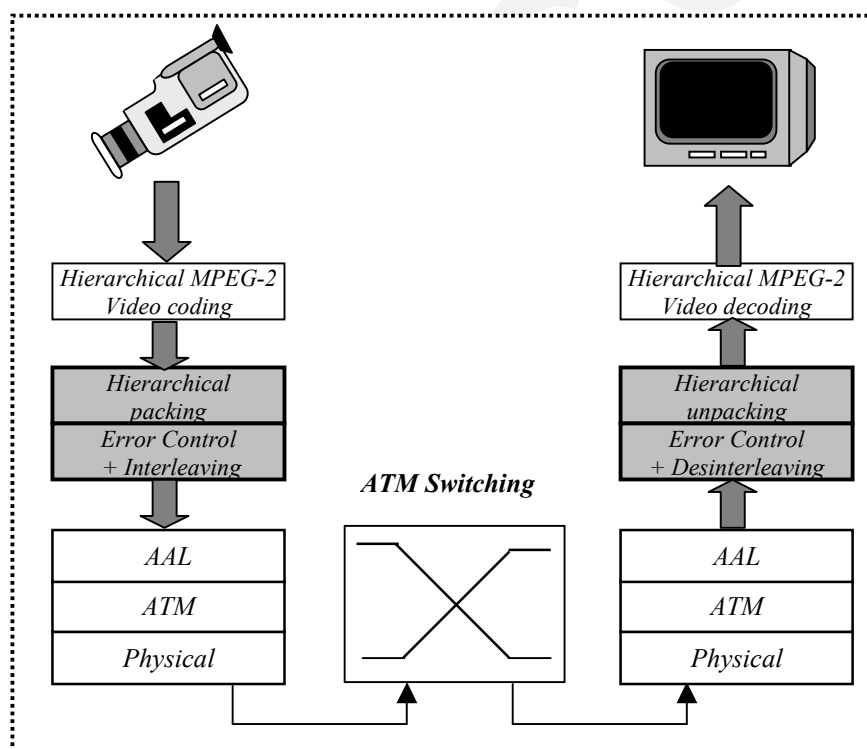 Hierarchical MPEG-2
Video coding
Hierarchical
packing
Error Control
+ Interleaving
AAL
ATM
Physical
ATM Switching
Hierarchical MPEG-2
Video decoding
Hierarchical
unpacking
Error Control
+ Desinterleaving
AAL
ATM
Physical